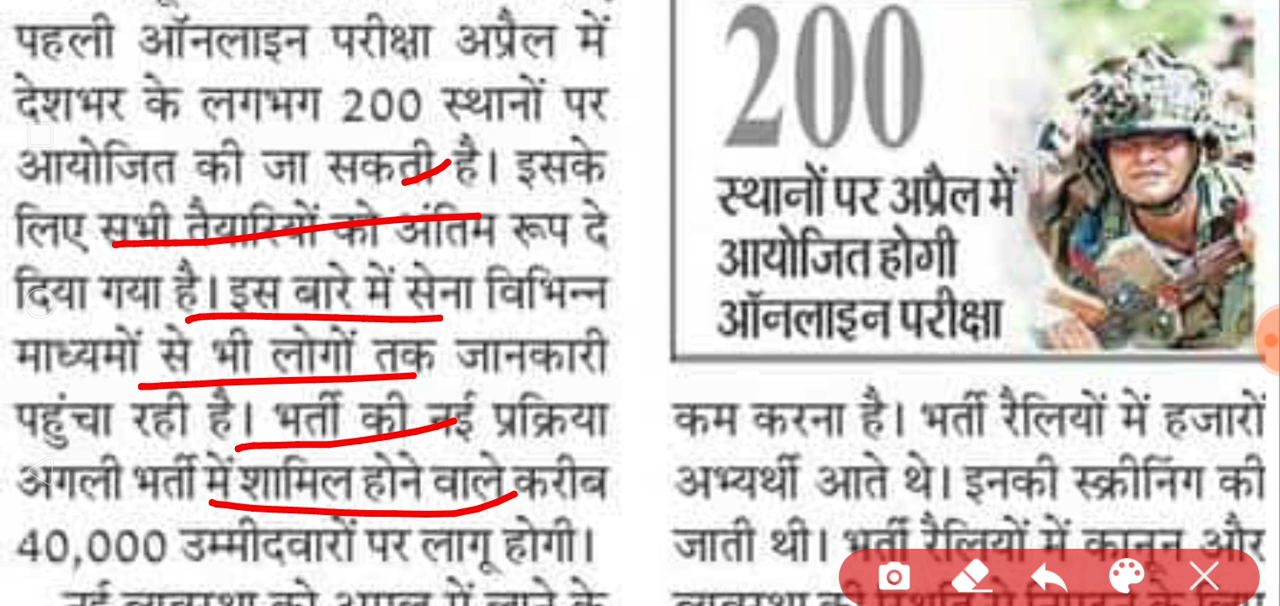 पहली ऑनलाइन परीक्षा अप्रैल में
देशभर के लगभग 200 स्थानों पर
आयोजित की जा सकती है। इसके
लिए सभी तैयारियों को अंतिम रूप दे
दिया गया है। इस बारे में सेना विभिन्न
माध्यमों से भी लोगों तक जानकारी
पहुंचा रही है। भर्ती की नई प्रक्रिया
अगली भर्ती में शामिल होने वाले करीब
40,000 उम्मीदवारों पर लागू होगी।
200
स्थानों पर अप्रैल में
आयोजित होगी
ऑनलाइन परीक्षा
कम करना है। भर्ती रैलियों में हजारों
अभ्यर्थी आते थे। इनकी स्क्रीनिंग की
जाती थी। भर्ती रैलियों में कानून और